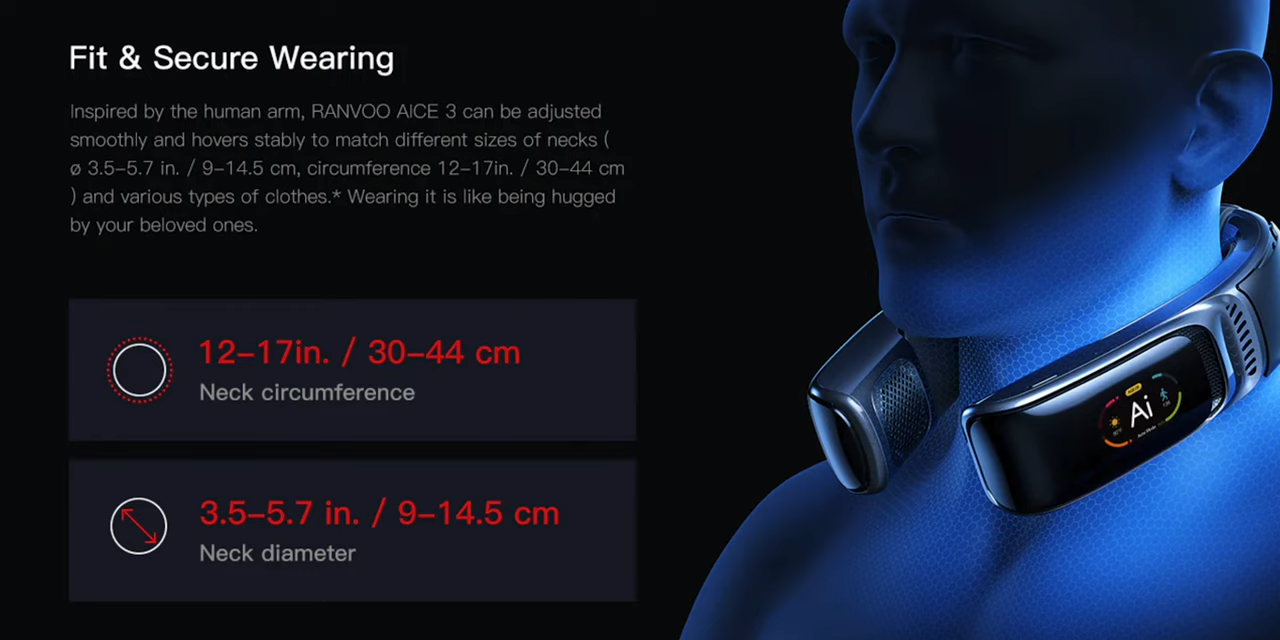 Fit & Secure Wearing
Inspired by the human arm, RANVOO AICE 3 can be adjusted
smoothly and hovers stably to match different sizes of necks (
ø 3.5–5.7 in. / 9–14.5 cm, circumference 12–17in. / 30–44 cm
) and various types of clothes.* Wearing it is like being hugged
by your beloved ones.
12–17in. / 30–44 cm
Neck circumference
3.5–5.7 in. / 9–14.5 cm
Neck diameter
Ai